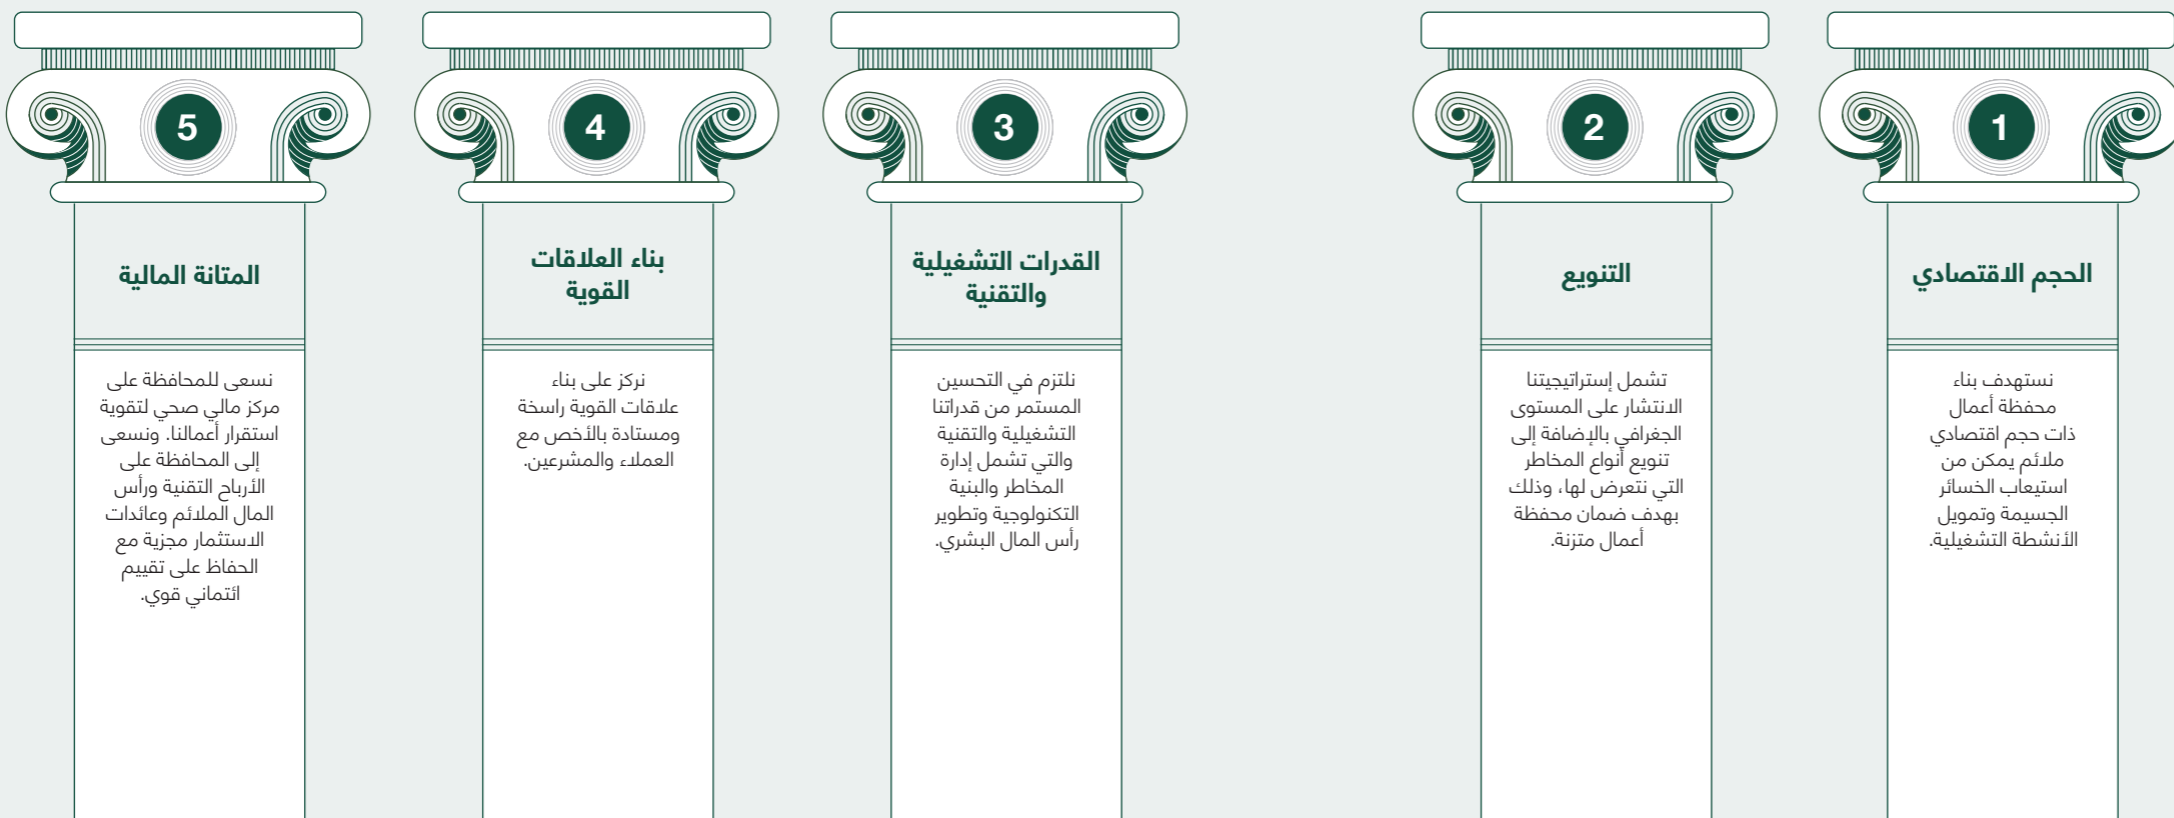 1
الحجم الاقتصادي
نستهدف بناء
محفظة أعمال
ذات حجم اقتصادي
ملائم يمكن من
استيعاب الخسائر
الجسيمة وتمويل
الأنشطة التشغيلية.
2
التنويع
تشمل إستراتيجيتنا
الانتشار على المستوى
الجغرافي بالإضافة إلى
تنويع أنواع المخاطر
التي نتعرض لها، وذلك
بهدف ضمان محفظة
أعمال متزنة.
3
القدرات التشغيلية
والتقنية
نلتزم في التحسين
المستمر من قدراتنا
التشغيلية والتقنية
والتي تشمل إدارة
المخاطر والبنية
التكنولوجية وتطوير
رأس المال البشري.
4
بناء العلاقات
القوية
نركز على بناء
علاقات القوية راسخة
ومستادة بالأخص مع
العملاء والمشرعين.
5
المتانة المالية
نسعى للمحافظة على
مركز مالي صحي لتقوية
استقرار أعمالنا. ونسعى
إلى المحافظة على
الأرباح التقنية ورأس
المال الملائم وعائدات
الاستثمار مجزية مع
الحفاظ على تقييم
ائتماني قوي.